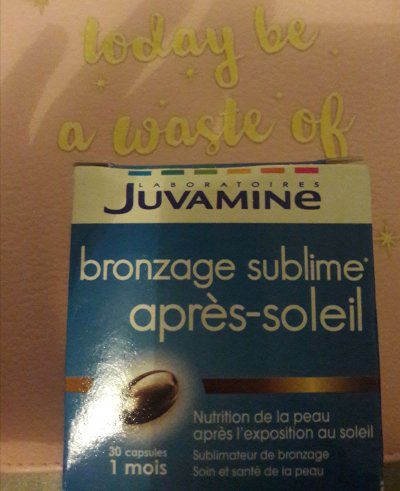 today be
a waste of
LABORATOIRES
JUVAMINE
bronzage sublime*
après-soleil
Nutrition de la peau
après l'exposition au soleil
30 capsules
1 mois
Sublimateur de bronzage
Soin et santé de la peau